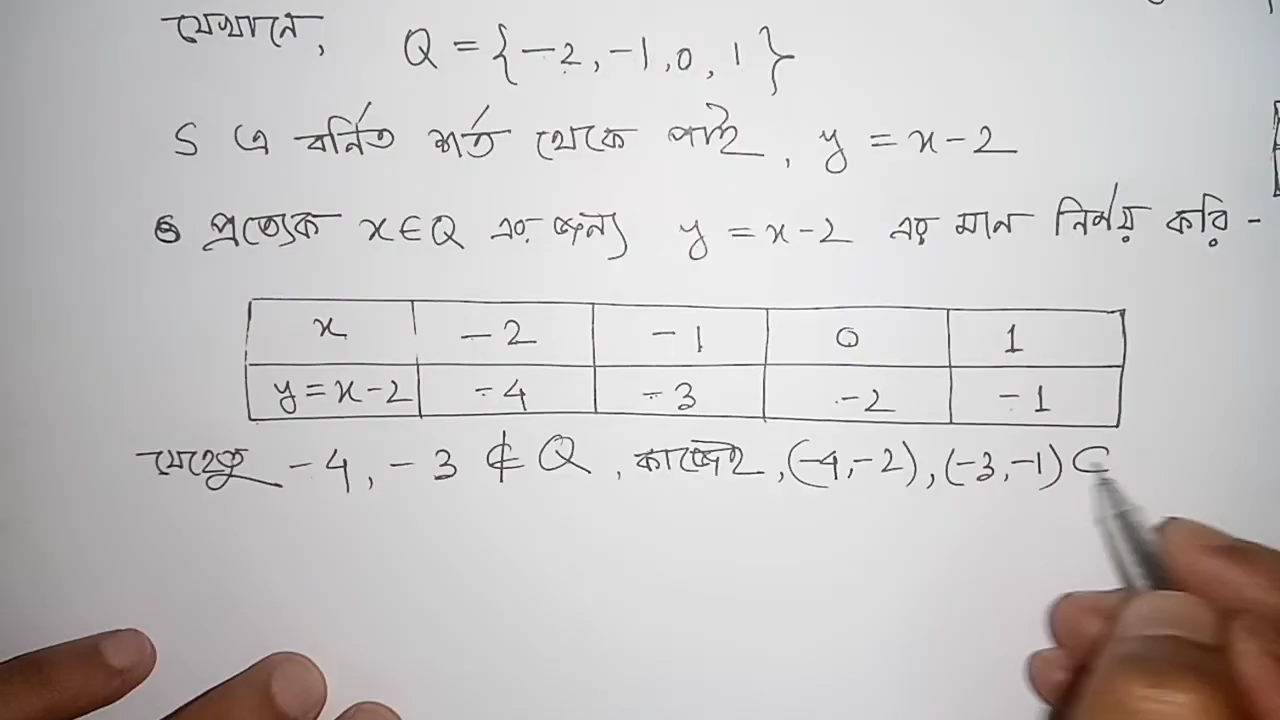 যেখানে, Q = {-2, -1, 0, 1}
S এ বর্নিত শর্ত থেকে পাই, y = x - 2
প্রত্যেক x ∈ Q এর জন্য y = x - 2 এর মান নির্ণয় করি -
x -2 -1 0 1
y = x - 2 -4 -3 -2 -1
যেহেতু -4, -3 ∉ Q, কাজেই, (-4, -2), (-3, -1)